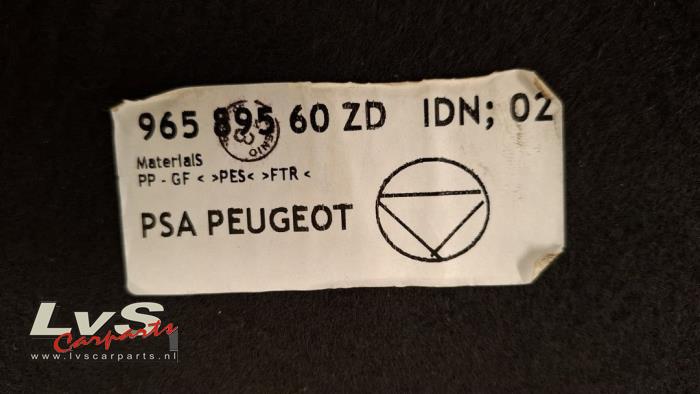 965 895 60 ZD IDN; 02
Materials
PP - GF < >PES< >FTR <
PSA PEUGEOT
LvS
Carparts
www.lvscarparts.nl